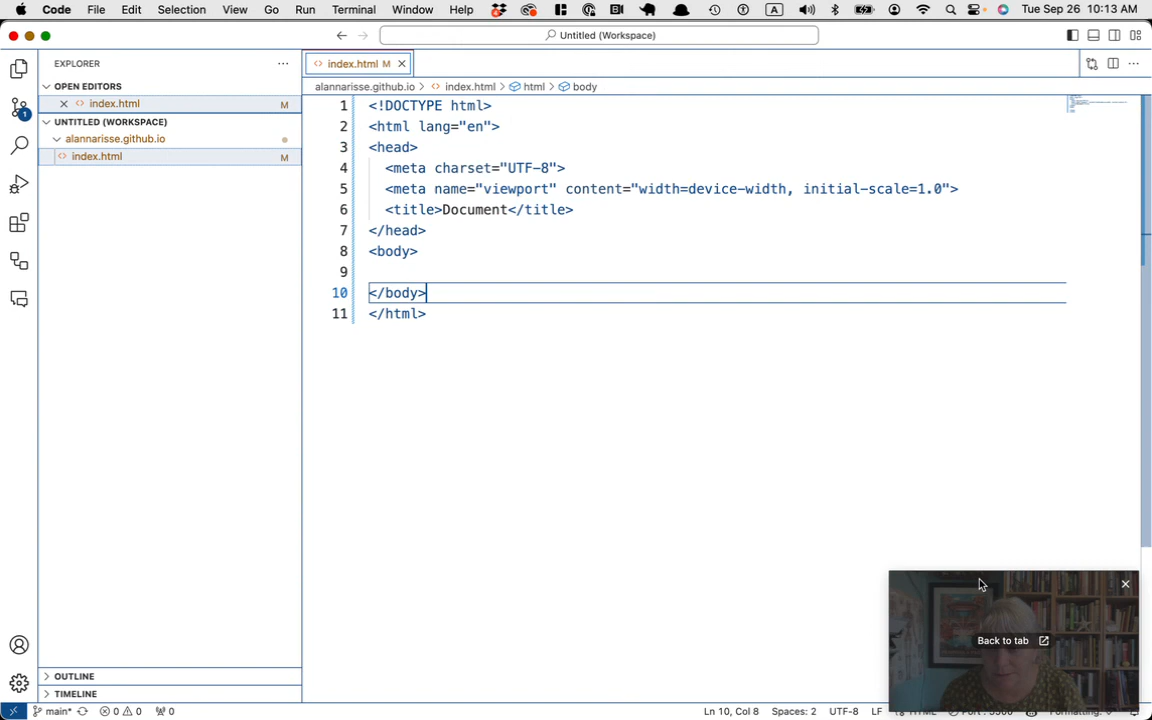 Code File Edit Selection View Go Run Terminal Window Help A Tue Sep 26 10:13 AM
Untitled (Workspace)
EXPLORER
OPEN EDITORS
index.html M
UNTITLED (WORKSPACE)
alannarisse.github.io
index.html M
OUTLINE
TIMELINE
1
index.html M
alannarisse.github.io > index.html > html > body
1 <!DOCTYPE html>
2 <html lang="en">
3 <head>
4 <meta charset="UTF-8">
5 <meta name="viewport" content="width=device-width, initial-scale=1.0">
6 <title>Document</title>
7 </head>
8 <body>
9
10 </body>
11 </html>
Back to tab
main* 0 0 0 Ln 10, Col 8 Spaces: 2 UTF-8 LF